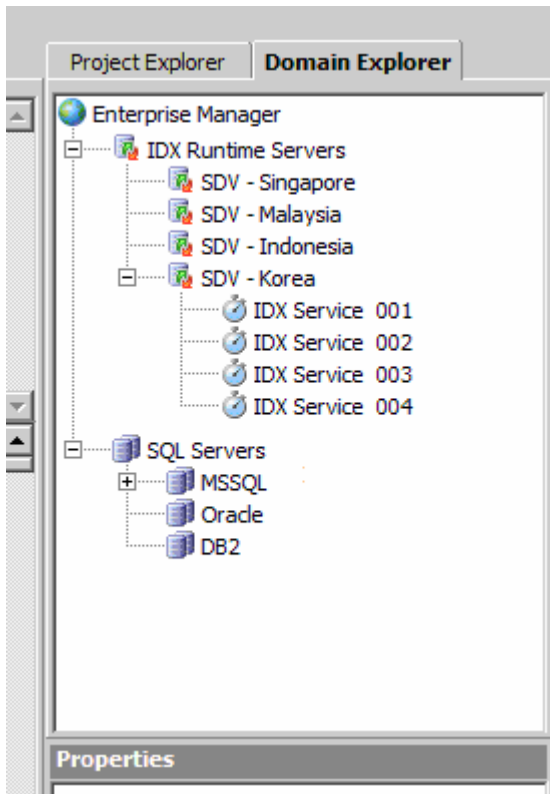 Project Explorer Domain Explorer
Enterprise Manager
IDX Runtime Servers
SDV - Singapore
SDV - Malaysia
SDV - Indonesia
SDV - Korea
IDX Service 001
IDX Service 002
IDX Service 003
IDX Service 004
SQL Servers
MSSQL
Oracle
DB2
Properties